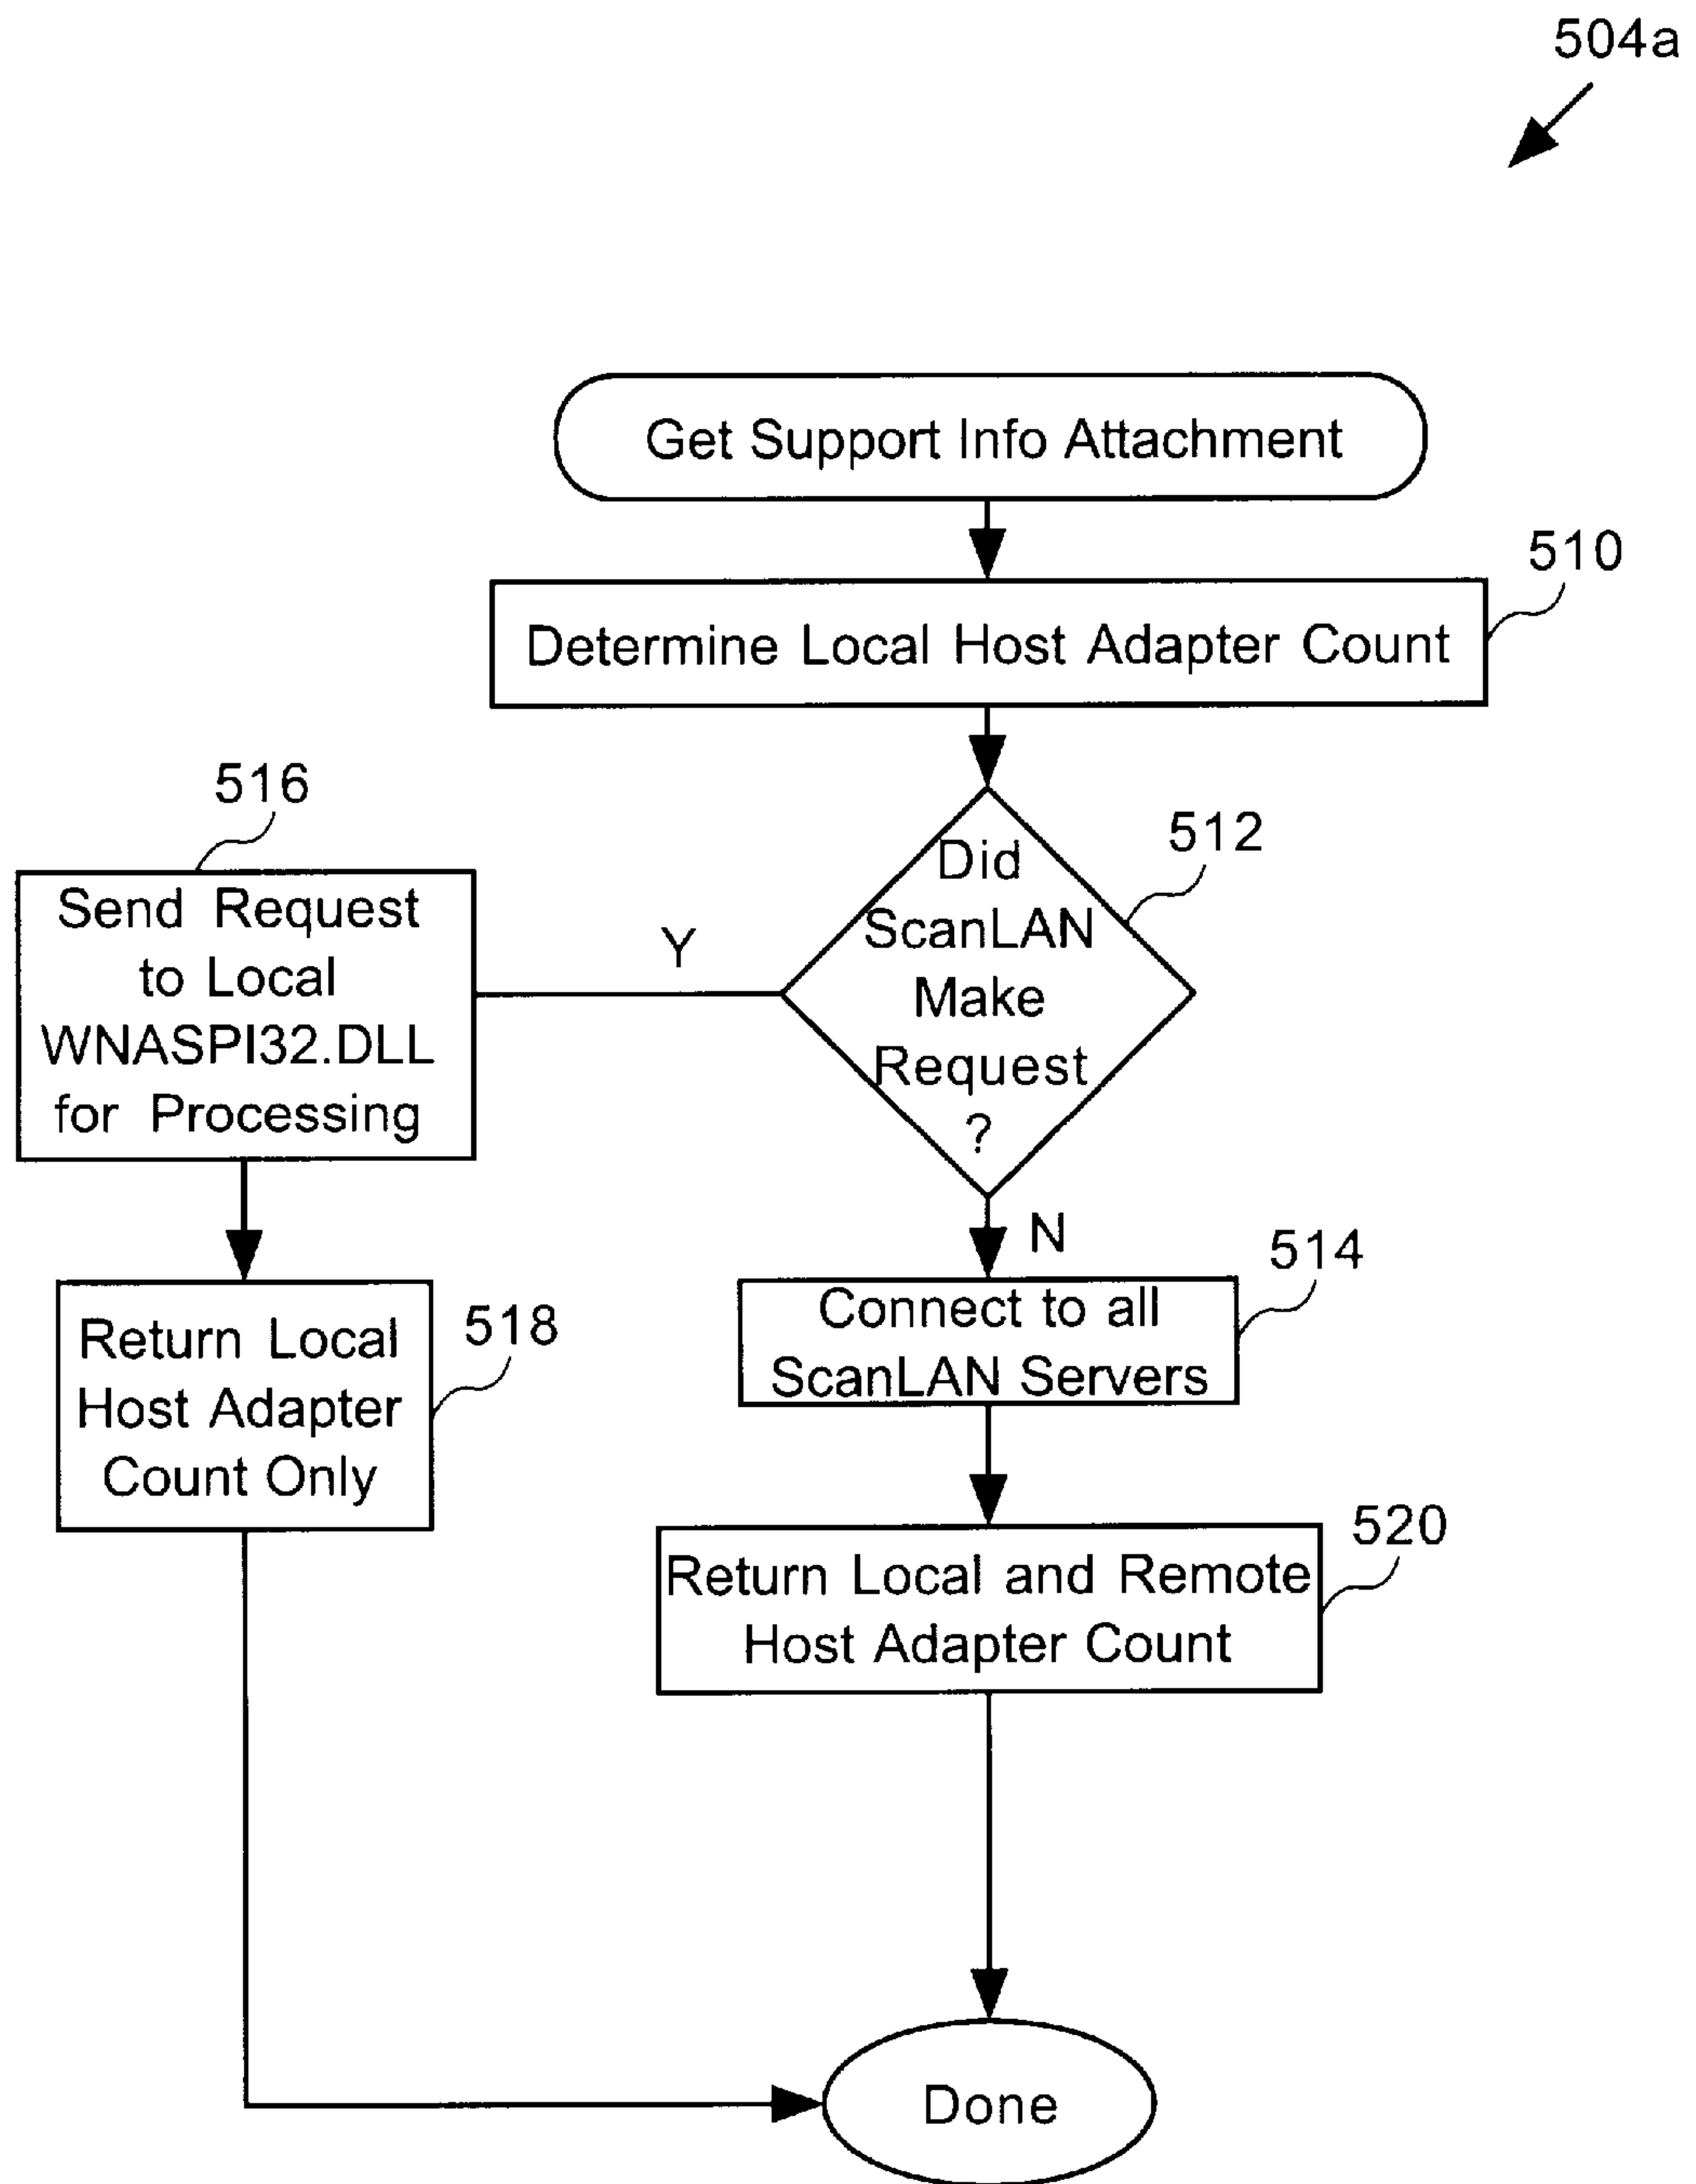 504a
Get Support Info Attachment
510
Determine Local Host Adapter Count
512
Did
ScanLAN
Make
Request
?
Y
516
Send Request
to Local
WNASPI32.DLL
for Processing
N
514
Connect to all
ScanLAN Servers
518
Return Local
Host Adapter
Count Only
520
Return Local and Remote
Host Adapter Count
Done